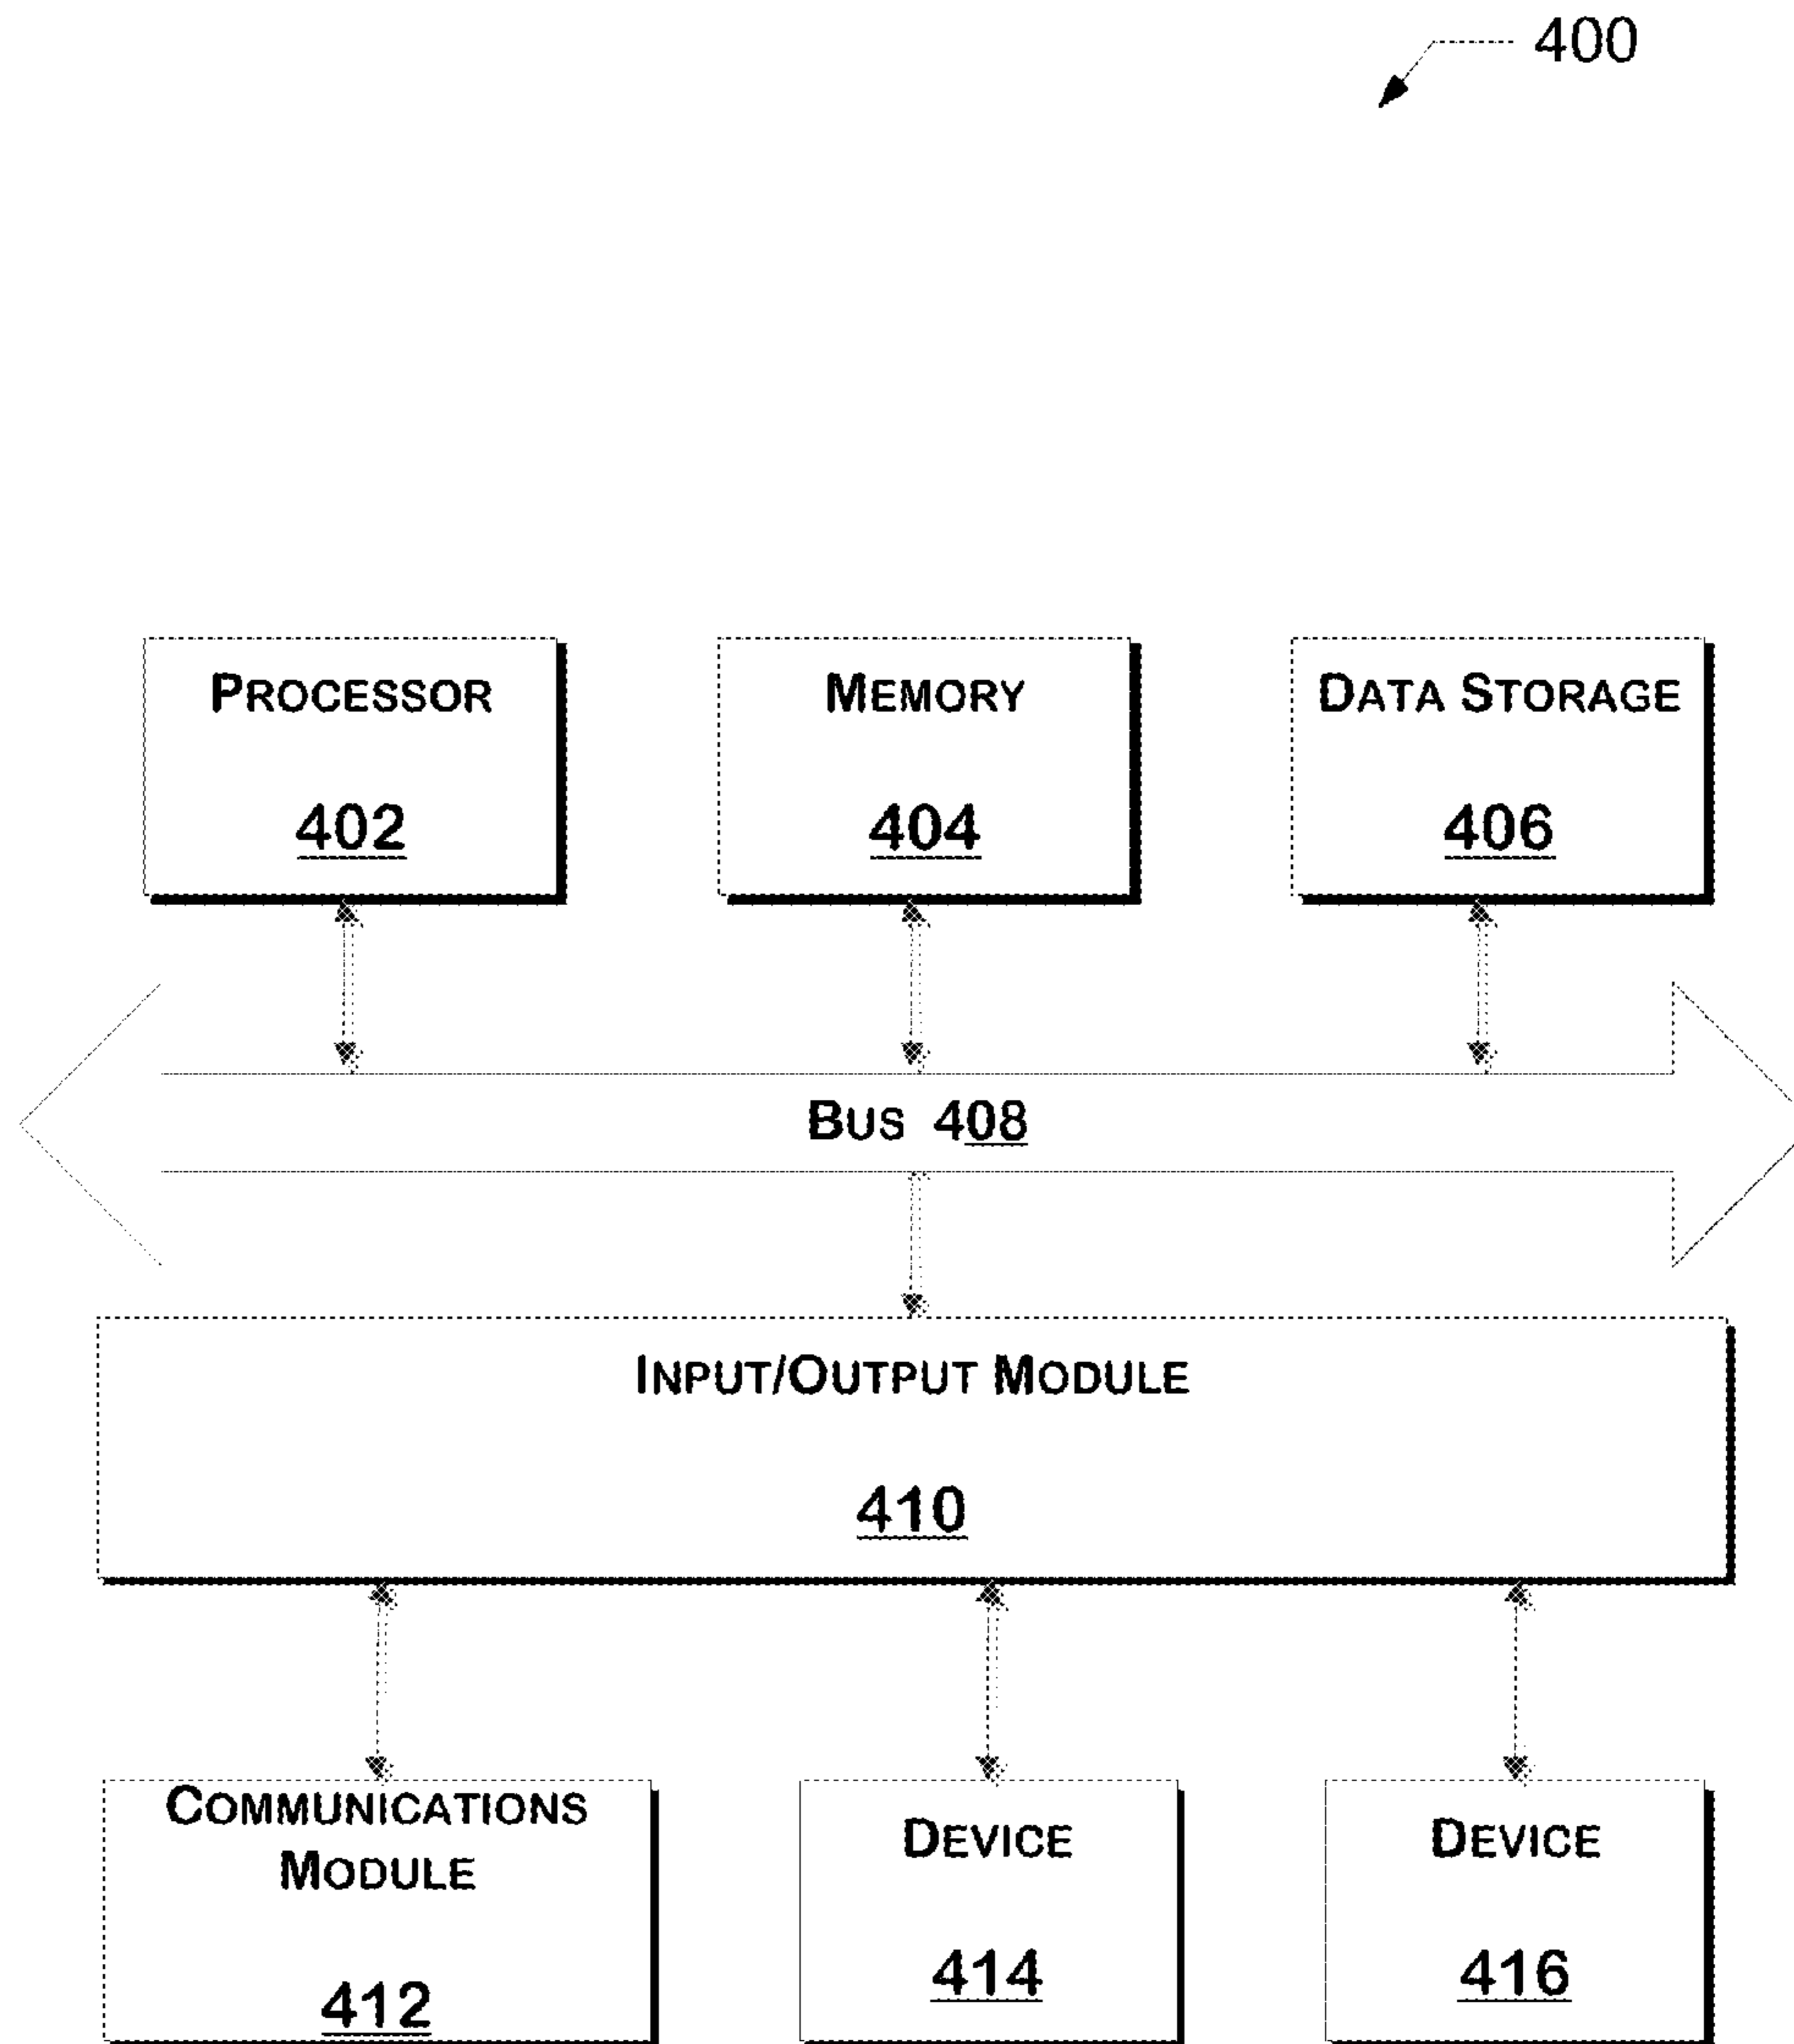 400
PROCESSOR
402
MEMORY
404
DATA STORAGE
406
BUS 408
INPUT/OUTPUT MODULE
410
COMMUNICATIONS
MODULE
412
DEVICE
414
DEVICE
416